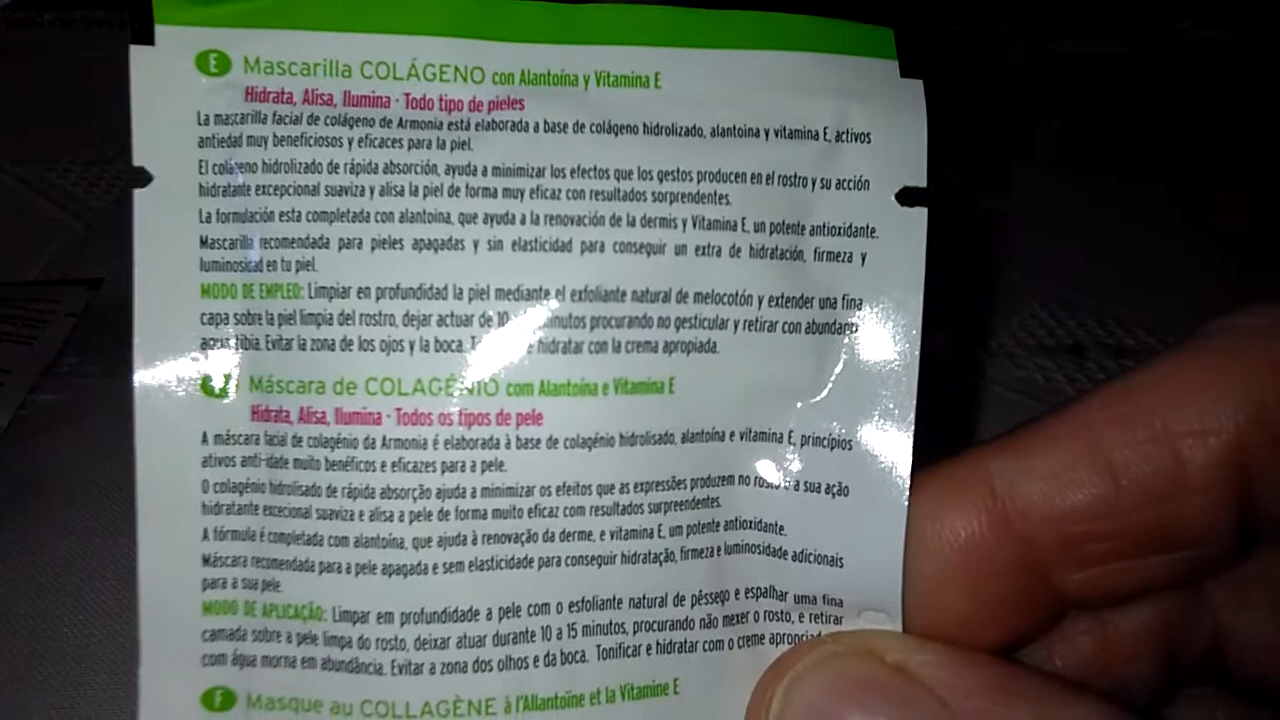 E Mascarilla COLÁGENO con Alantoína y Vitamina E
Hidrata, Alisa, Ilumina · Todo tipo de pieles
La mascarilla facial de colágeno de Armonia está elaborada a base de colágeno hidrolizado, alantoina y vitamina E, activos
antiedad muy beneficiosos y eficaces para la piel.
El colágeno hidrolizado de rápida absorción, ayuda a minimizar los efectos que los gestos producen en el rostro y su acción
hidratante excepcional suaviza y alisa la piel de forma muy eficaz con resultados sorprendentes.
La formulación esta completada con alantoina, que ayuda a la renovación de la dermis y Vitamina E, un potente antioxidante.
Mascarilla recomendada para pieles apagadas y sin elasticidad para conseguir un extra de hidratación, firmeza y
luminosidad en tu piel.
MODO DE EMPLEO: Limpiar en profundidad la piel mediante el exfoliante natural de melocotón y extender una fina
capa sobre la piel limpia del rostro, dejar actuar de 10 minutos procurando no gesticular y retirar con abundante
agua tibia. Evitar la zona de los ojos y la boca. hidratar con la crema apropiada.
Máscara de COLAGÉNIO com Alantoína e Vitamina E
Hidrata, Alisa, Ilumina · Todos os tipos de pele
A máscara facial de colagénio da Armonia é elaborada à base de colagénio hidrolisado, alantoína e vitamina E, princípios
ativos anti-idade muito benéficos e eficazes para a pele.
O colagénio hidrolisado de rápida absorção ajuda a minimizar os efeitos que as expressões produzem no rosto e a sua ação
hidratante excecional suaviza e alisa a pele de forma muito eficaz com resultados surpreendentes.
A fórmula é completada com alantoína, que ajuda à renovação da derme, e vitamina E, um potente antioxidante.
Máscara recomendada para a pele apagada e sem elasticidade para conseguir hidratação, firmeza e luminosidade adicionais
para a sua pele.
MODO DE APLICAÇÃO: Limpar em profundidade a pele com o esfoliante natural de pêssego e espalhar uma fina
camada sobre a pele limpa do rosto, deixar atuar durante 10 a 15 minutos, procurando não mexer o rosto, e retirar
com água morna em abundância. Evitar a zona dos olhos e da boca. Tonificar e hidratar com o creme
F Masque au COLLAGÈNE à l'Allantoïne et la Vitamine E